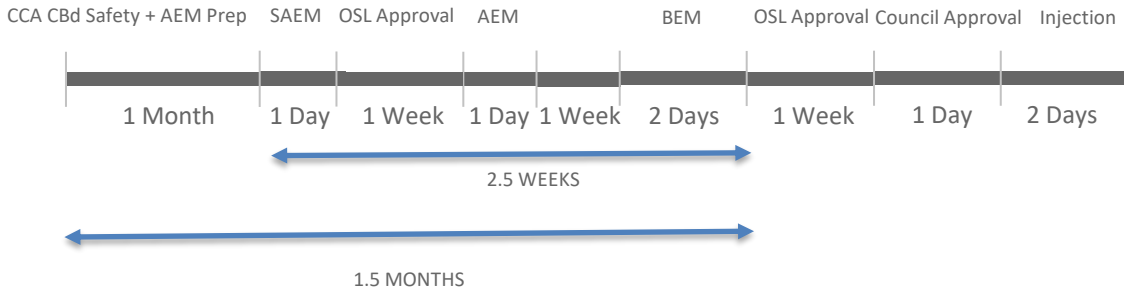 CCA CBd Safety + AEM Prep SAEM OSL Approval AEM BEM OSL Approval Council Approval Injection
1 Month 1 Day 1 Week 1 Day 1 Week 2 Days 1 Week 1 Day 2 Days
2.5 WEEKS
1.5 MONTHS